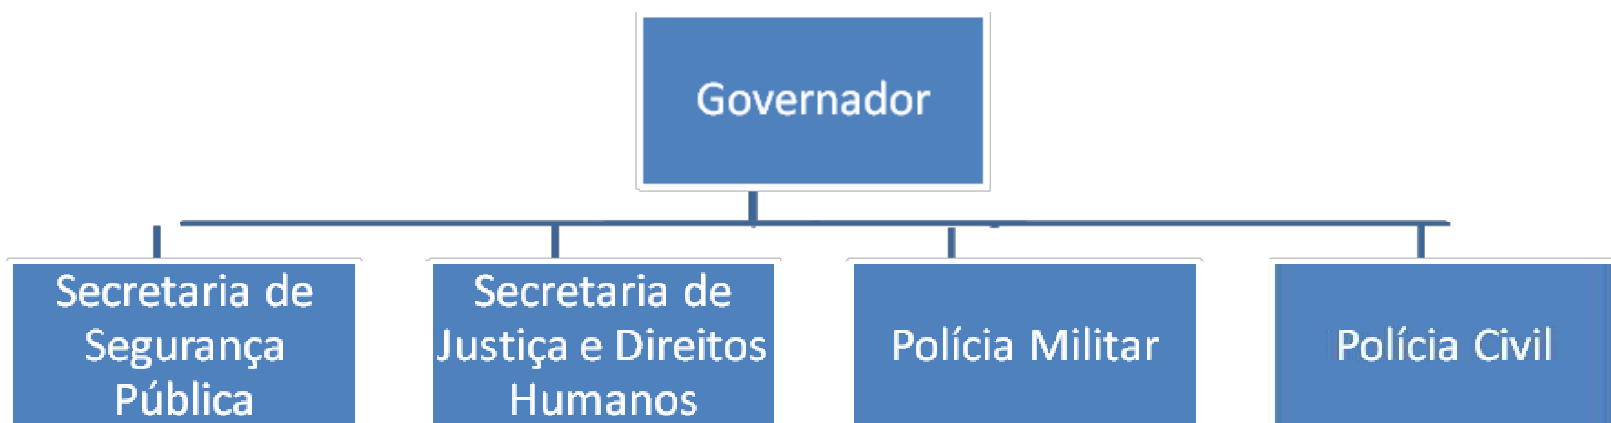 Governador
Secretaria de
Segurança
Pública
Secretaria de
Justiça e Direitos
Humanos
Polícia Militar
Polícia Civil